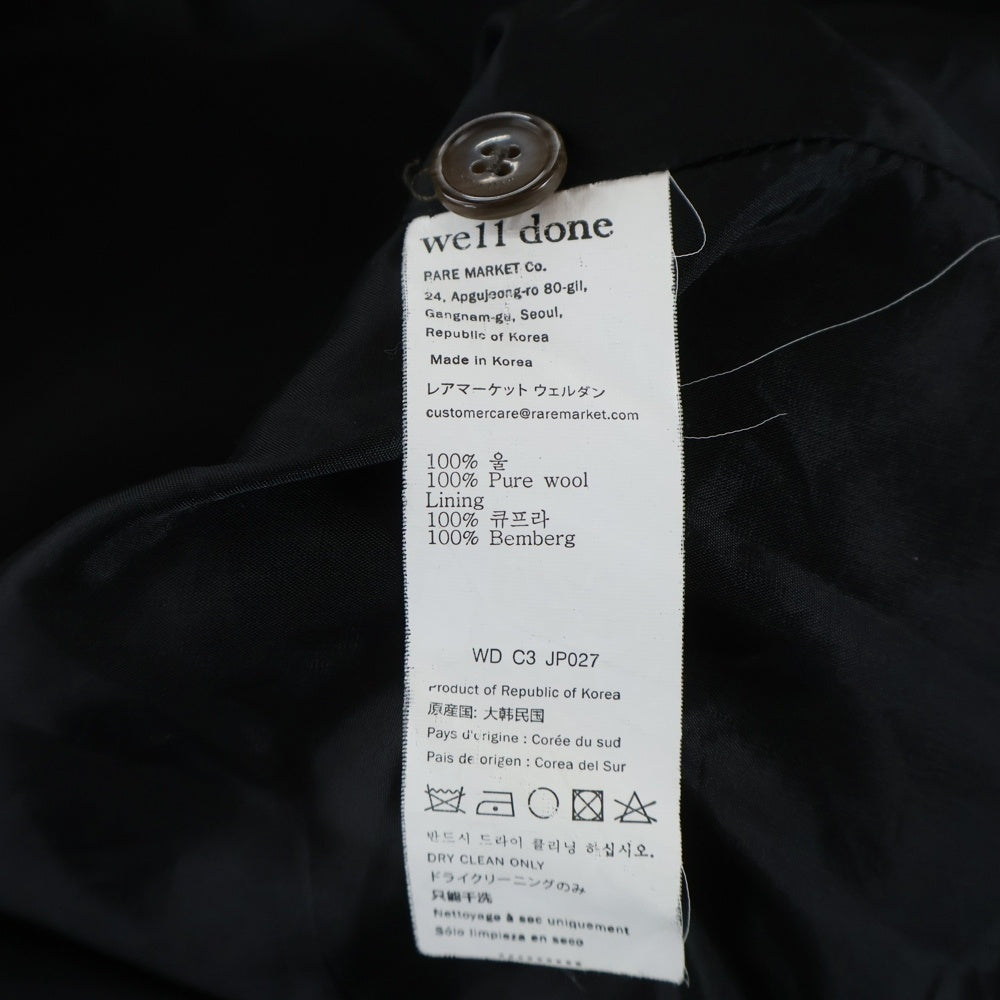 we11 done
RARE MARKET Co.
24, Apgujeong-ro 80-gil,
Gangnam-gu, Seoul,
Republic of Korea
Made in Korea
レアマーケット ウェルダン
customercare@raremarket.com
100% 울
100% Pure wool
Lining
100% 큐프라
100% Bemberg
WD C3 JP027
Product of Republic of Korea
原産国: 大韩民国
Pays d'origine : Corée du sud
Pais de origen : Corea del Sur
반드시 드라이 클리닝 하십시오.
DRY CLEAN ONLY
ドライクリーニングのみ
只能干洗
Nettoyage à sec uniquement
Sólo limpieza en seco